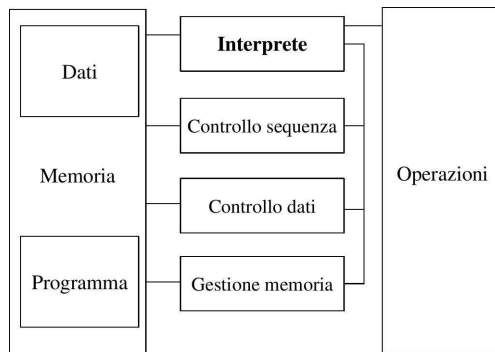 Dati
Memoria
Programma
Interprete
Controllo sequenza
Controllo dati
Gestione memoria
Operazioni